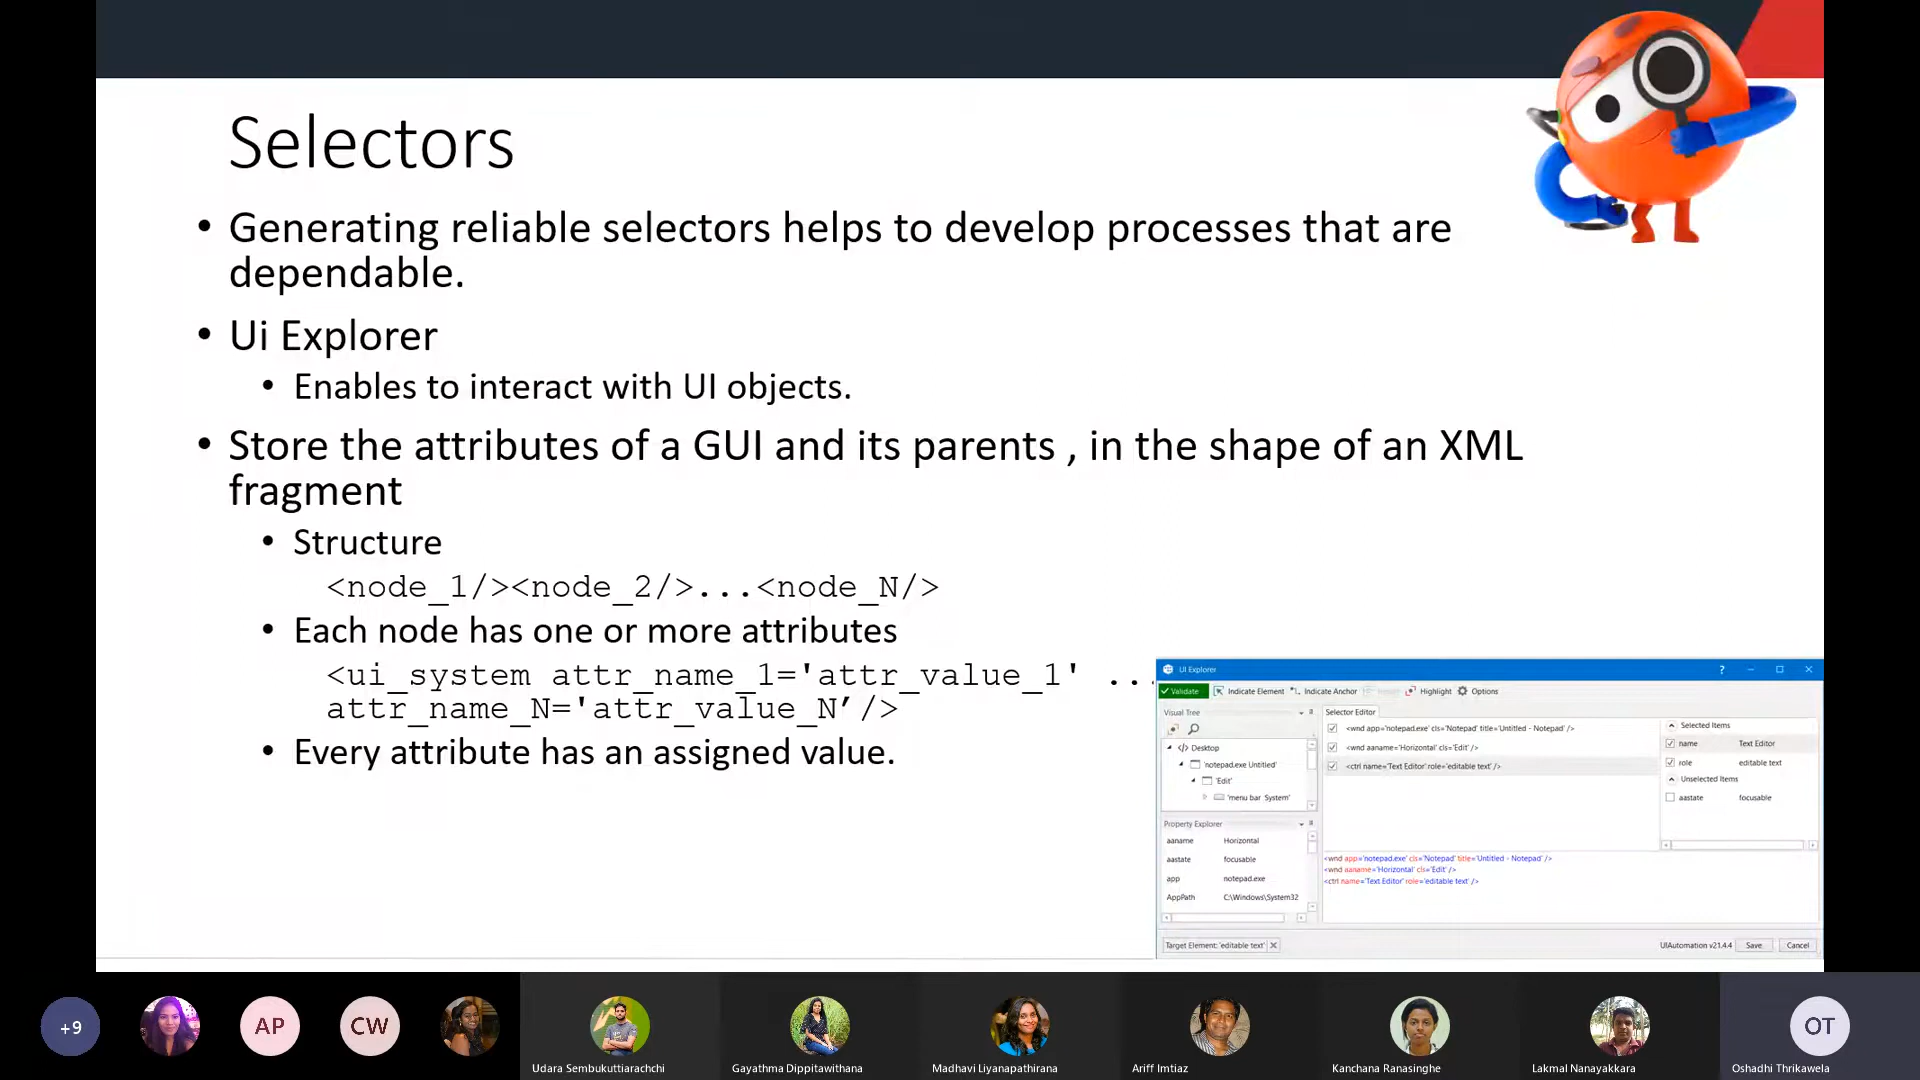 Selectors
• Generating reliable selectors helps to develop processes that are
dependable.
• Ui Explorer
• Enables to interact with UI objects.
• Store the attributes of a GUI and its parents , in the shape of an XML
fragment
• Structure
<node_1/><node_2/>...<node_N/>
• Each node has one or more attributes
<ui_system attr_name_1='attr_value_1' ...
attr_name_N='attr_value_N’/>
• Every attribute has an assigned value.
UI Explorer
Validate Indicate Element Indicate Anchor Highlight Options
Visual Tree
</> Desktop
'notepad.exe Untitled'
'Edit'
'menu bar System'
Property Explorer
aaname Horizontal
aastate focusable
app notepad.exe
AppPath C:\Windows\System32
Selector Editor
<wnd app='notepad.exe' cls='Notepad' title='Untitled - Notepad' />
<wnd aaname='Horizontal' cls='Edit' />
<ctrl name='Text Editor' role='editable text' />
Selected Items
name Text Editor
role editable text
Unselected Items
aastate focusable
<wnd app='notepad.exe' cls='Notepad' title='Untitled - Notepad' />
<wnd aaname='Horizontal' cls='Edit' />
<ctrl name='Text Editor' role='editable text' />
Target Element: 'editable text'
UIAutomation v21.4.4 Save Cancel
+9
AP
CW
OT
Udara Sembukuttiarachchi
Gayathma Dippitawithana
Madhavi Liyanapathirana
Ariff Imtiaz
Kanchana Ranasinghe
Lakmal Nanayakkara
Oshadhi Thrikawela